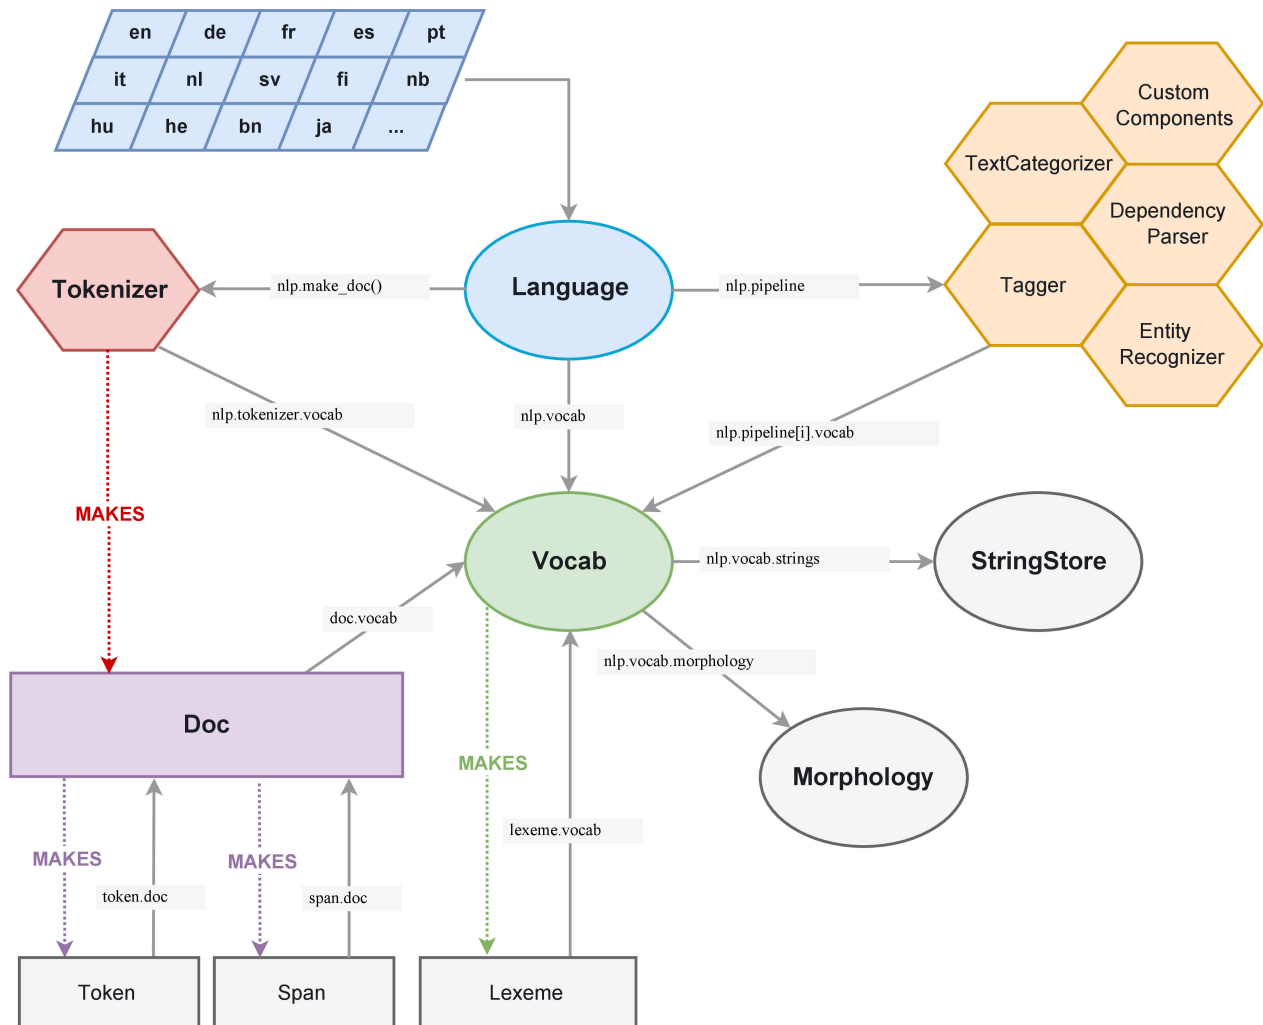 en de fr es pt
it nl sv fi nb
hu he bn ja ...
Custom
Components
TextCategorizer
Dependency
Parser
Tagger
Entity
Recognizer
Tokenizer
nlp.make_doc()
Language
nlp.pipeline
nlp.tokenizer.vocab
nlp.vocab
nlp.pipeline[i].vocab
MAKES
Vocab
nlp.vocab.strings
StringStore
doc.vocab
nlp.vocab.morphology
Doc
MAKES
Morphology
lexeme.vocab
MAKES
MAKES
token.doc
span.doc
Token
Span
Lexeme